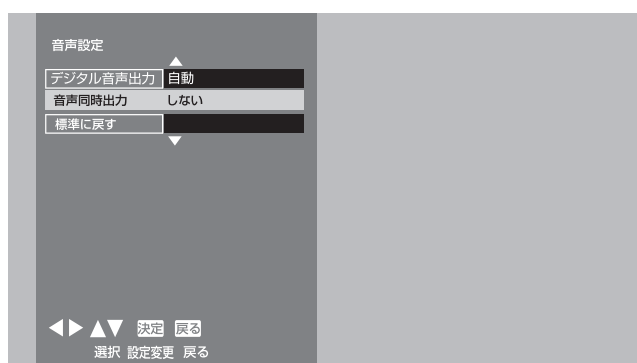 音声設定
デジタル音声出力 自動
音声同時出力 しない
標準に戻す
決定 戻る
選択 設定変更 戻る